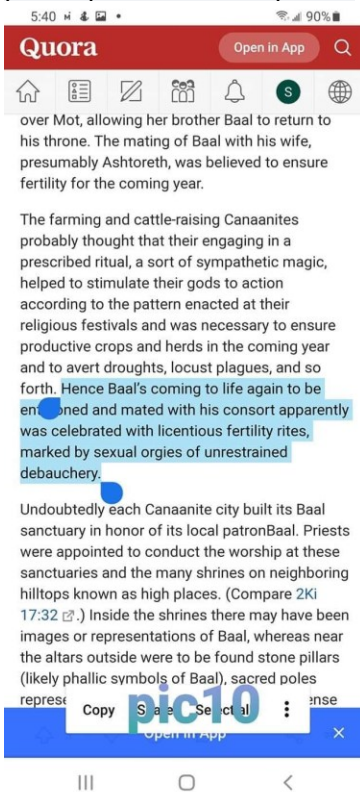 5:40 90%
Quora Open in App
S
over Mot, allowing her brother Baal to return to
his throne. The mating of Baal with his wife,
presumably Ashtoreth, was believed to ensure
fertility for the coming year.
The farming and cattle-raising Canaanites
probably thought that their engaging in a
prescribed ritual, a sort of sympathetic magic,
helped to stimulate their gods to action
according to the pattern enacted at their
religious festivals and was necessary to ensure
productive crops and herds in the coming year
and to avert droughts, locust plagues, and so
forth. Hence Baal's coming to life again to be
and mated with his consort apparently
was celebrated with licentious fertility rites,
marked by sexual orgies of unrestrained
debauchery.
Undoubtedly each Canaanite city built its Baal
sanctuary in honor of its local patronBaal. Priests
were appointed to conduct the worship at these
sanctuaries and the many shrines on neighboring
hilltops known as high places. (Compare 2Ki
17:32 .) Inside the shrines there may have been
images or representations of Baal, whereas near
the altars outside were to be found stone pillars
(likely phallic symbols of Baal), sacred poles
Copy
pic10
Open in App